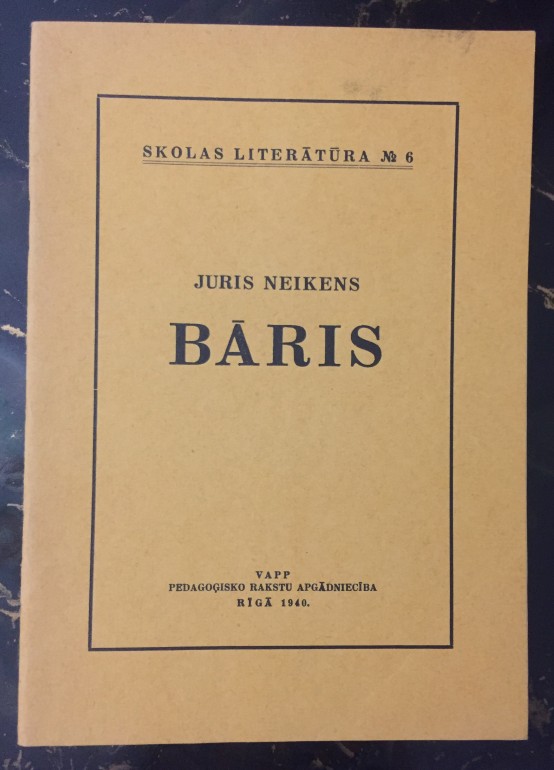 SKOLAS LITERĀTŪRA № 6
JURIS NEIKENS
BĀRIS
VAPP
PEDAGOĢISKO RAKSTU APGĀDNIECĪBA
RĪGĀ 1940.